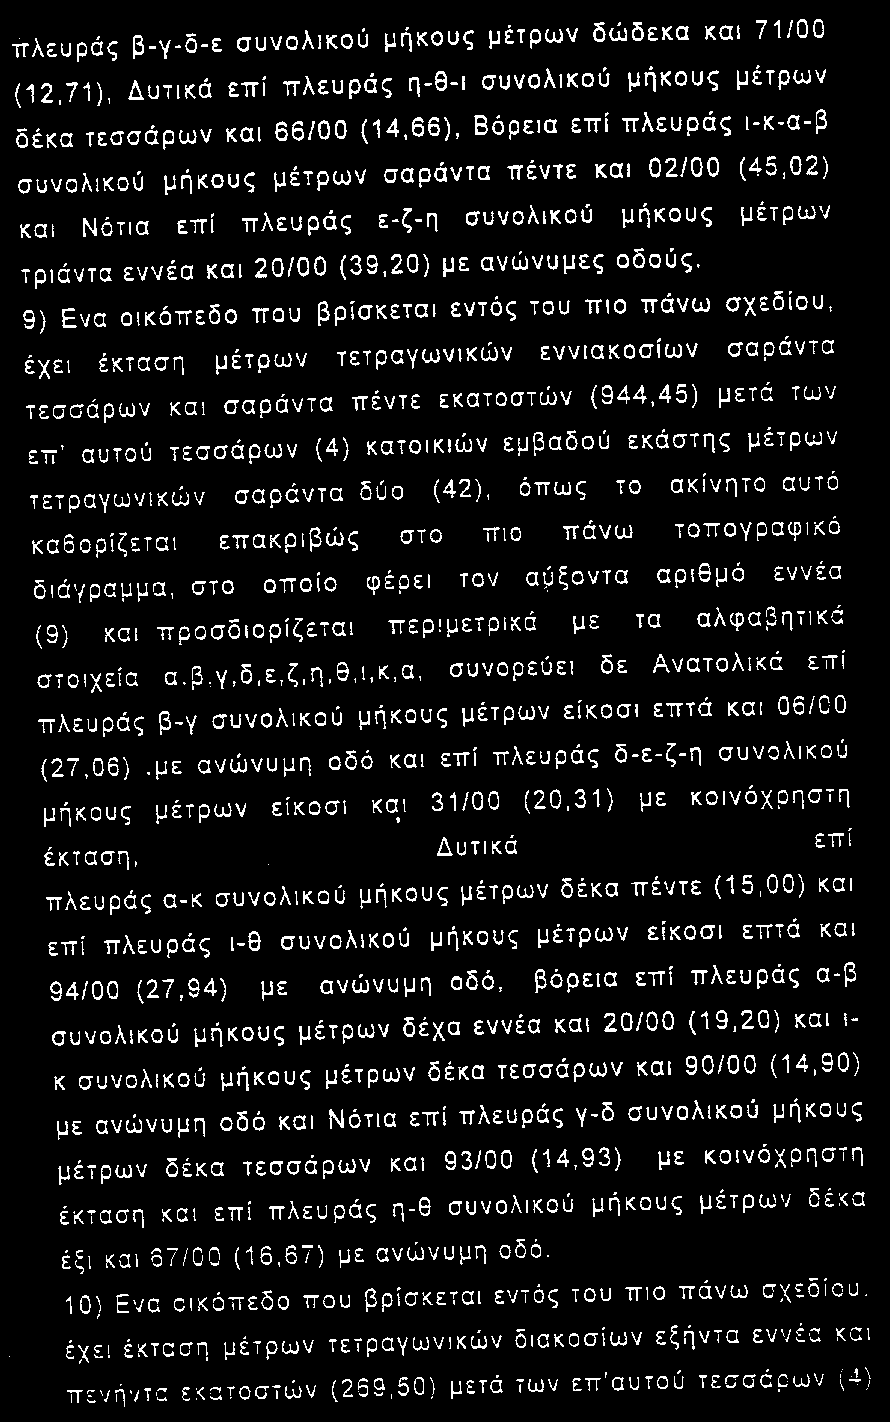 πλευράς β-γ-δ-ε συνολικού μήκους μέτρων δώδεκα και 71/00
(12,71), Δυτικά επί πλευράς η-θ-ι συνολικού μήκους μέτρων
δέκα τεσσάρων και 66/00 (14,66), Βόρεια επί πλευράς ι-κ-α-β
συνολικού μήκους μέτρων σαράντα πέντε και 02/00 (45,02)
και Νότια επί πλευράς ε-ζ-η συνολικού μήκους μέτρων
τριάντα εννέα και 20/00 (39,20) με ανώνυμες οδούς.
9) Ενα οικόπεδο που βρίσκεται εντός του πιο πάνω σχεδίου,
έχει έκταση μέτρων τετραγωνικών εννιακοσίων σαράντα
τεσσάρων και σαράντα πέντε εκατοστών (944,45) μετά των
επ' αυτού τεσσάρων (4) κατοικιών εμβαδού εκάστης μέτρων
τετραγωνικών σαράντα δύο (42), όπως το ακίνητο αυτό
καθορίζεται επακριβώς στο πιο πάνω τοπογραφικό
διάγραμμα, στο οποίο φέρει τον αύξοντα αριθμό εννέα
(9) και προσδιορίζεται περιμετρικά με τα αλφαβητικά
στοιχεία α.β.γ,δ,ε,ζ,η,θ,ι,κ,α, συνορεύει δε Ανατολικά επί
πλευράς β-γ συνολικού μήκους μέτρων είκοσι επτά και 06/00
(27,06) .με ανώνυμη οδό και επί πλευράς δ-ε-ζ-η συνολικού
μήκους μέτρων είκοσι και 31/00 (20,31) με κοινόχρηστη
έκταση, Δυτικά επί
πλευράς α-κ συνολικού μήκους μέτρων δέκα πέντε (15,00) και
επί πλευράς ι-θ συνολικού μήκους μέτρων είκοσι επτά και
94/00 (27,94) με ανώνυμη οδό, βόρεια επί πλευράς α-β
συνολικού μήκους μέτρων δέχα εννέα και 20/00 (19,20) και ι-
κ συνολικού μήκους μέτρων δέκα τεσσάρων και 90/00 (14,90)
με ανώνυμη οδό και Νότια επί πλευράς γ-δ συνολικού μήκους
μέτρων δέκα τεσσάρων και 93/00 (14,93) με κοινόχρηστη
έκταση και επί πλευράς η-θ συνολικού μήκους μέτρων δέκα
έξι και 67/00 (16,67) με ανώνυμη οδό.
10) Ενα οικόπεδο που βρίσκεται εντός του πιο πάνω σχεδίου,
έχει έκταση μέτρων τετραγωνικών διακοσίων εξήντα εννέα και
πενήντα εκατοστών (269,50) μετά των επ'αυτού τεσσάρων (4)